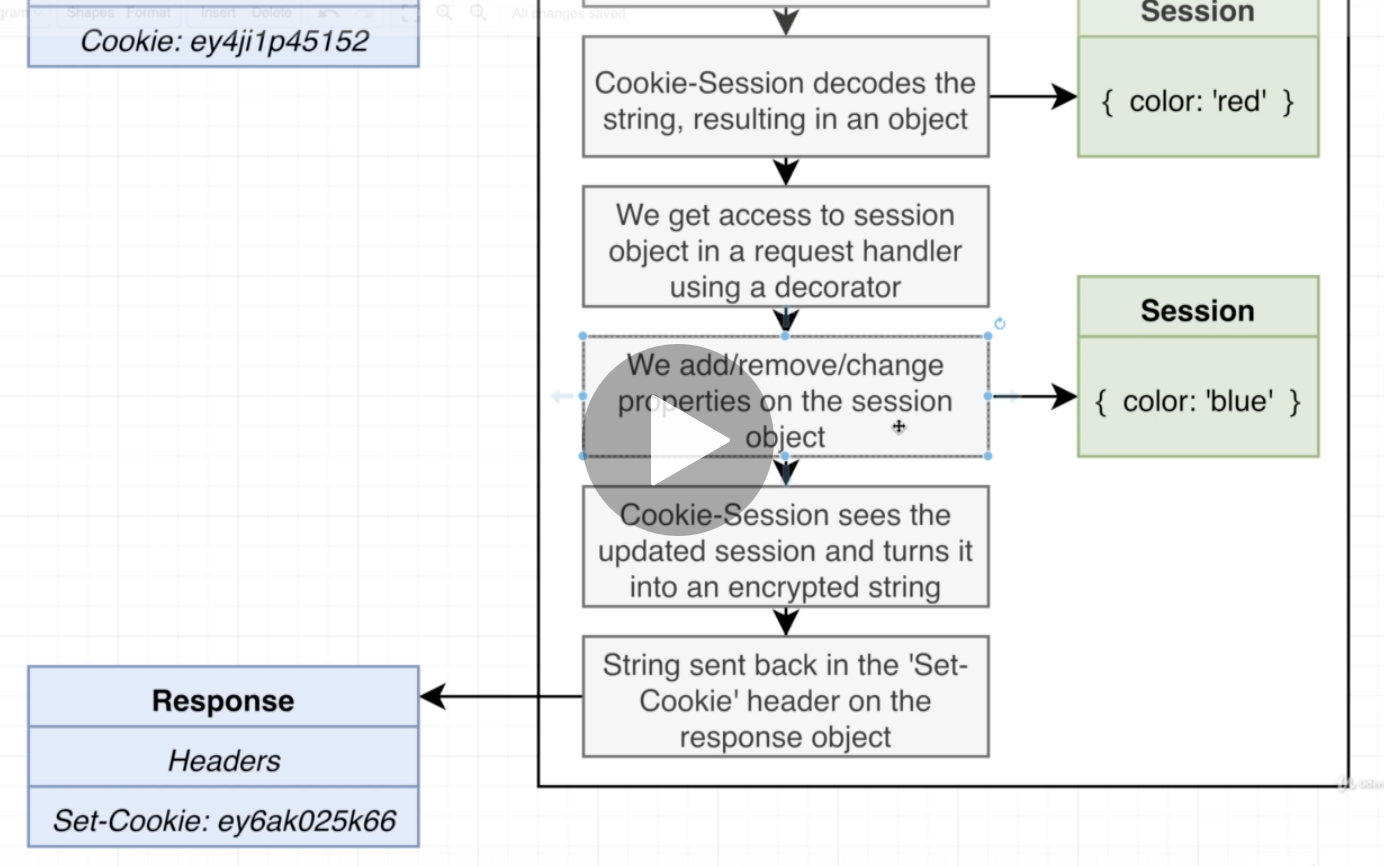 Shapes Format Insert Delete All changes saved
Cookie: ey4ji1p45152
Session
Cookie-Session decodes the
string, resulting in an object
{ color: 'red' }
We get access to session
object in a request handler
using a decorator
We add/remove/change
properties on the session
object
Session
{ color: 'blue' }
Cookie-Session sees the
updated session and turns it
into an encrypted string
String sent back in the 'Set-
Cookie' header on the
response object
Response
Headers
Set-Cookie: ey6ak025k66